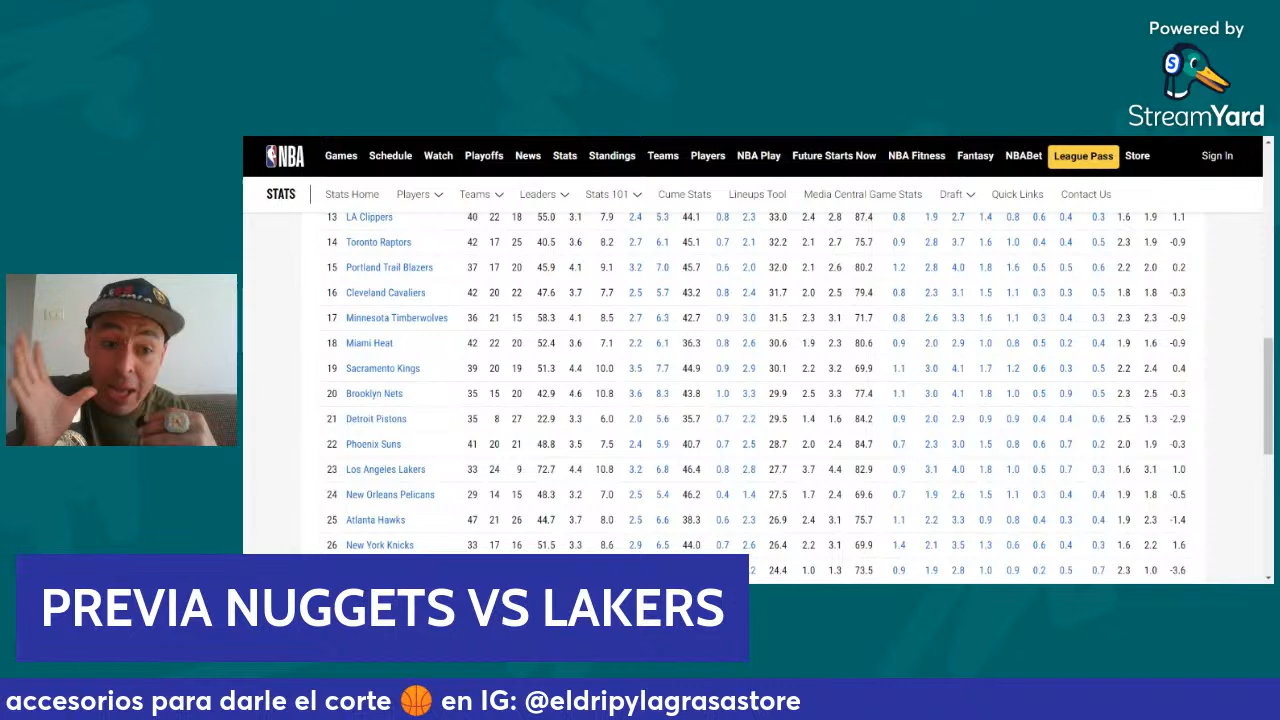 Powered by
StreamYard
NBA Games Schedule Watch Playoffs News Stats Standings Teams Players NBA Play Future Starts Now NBA Fitness Fantasy NBABet League Pass Store Sign In
STATS Stats Home Players Teams Leaders Stats 101 Cume Stats Lineups Tool Media Central Game Stats Draft Quick Links Contact Us
13 LA Clippers 40 22 18 55.0 3.1 7.9 2.4 5.3 44.1 0.8 2.3 33.0 2.4 2.8 87.4 0.8 1.9 2.7 1.4 0.8 0.6 0.4 0.3 1.6 1.9 1.1
14 Toronto Raptors 42 17 25 40.5 3.6 8.2 2.7 6.1 45.1 0.7 2.1 32.2 2.1 2.7 75.7 0.9 2.8 3.7 1.6 1.0 0.4 0.4 0.5 2.3 1.9 -0.9
15 Portland Trail Blazers 37 17 20 45.9 4.1 9.1 3.2 7.0 45.7 0.6 2.0 32.0 2.1 2.6 80.2 1.2 2.8 4.0 1.8 1.6 0.5 0.5 0.6 2.2 2.0 0.2
16 Cleveland Cavaliers 42 20 22 47.6 3.7 7.7 2.5 5.7 43.2 0.8 2.4 31.7 2.0 2.5 79.4 0.8 2.3 3.1 1.5 1.1 0.3 0.3 0.5 1.8 1.8 -0.3
17 Minnesota Timberwolves 36 21 15 58.3 4.1 8.5 2.7 6.3 42.7 0.9 3.0 31.5 2.3 3.1 71.7 0.8 2.6 3.3 1.6 1.1 0.3 0.4 0.3 2.3 2.3 -0.9
18 Miami Heat 42 22 20 52.4 3.6 7.1 2.2 6.1 36.3 0.8 2.6 30.6 1.9 2.3 80.6 0.9 2.0 2.9 1.0 0.8 0.5 0.4 0.4 1.9 1.6 -0.9
19 Sacramento Kings 39 20 19 51.3 4.4 10.0 3.5 7.7 44.9 0.9 2.9 30.1 2.2 3.2 69.9 1.1 3.0 4.1 1.7 1.2 0.6 0.3 0.5 2.2 2.4 0.4
20 Brooklyn Nets 35 15 20 42.9 4.6 10.8 3.6 8.3 43.8 1.0 3.3 29.9 2.5 3.3 77.4 1.1 3.0 4.1 1.8 1.0 0.5 0.9 0.5 2.3 2.5 -0.3
21 Detroit Pistons 35 8 27 22.9 3.3 6.0 2.0 5.6 35.7 0.7 2.2 29.5 1.4 1.6 84.2 0.9 2.0 2.9 0.9 0.9 0.4 0.4 0.6 2.5 1.3 -2.9
22 Phoenix Suns 41 20 21 48.8 3.5 7.5 2.4 5.9 40.7 0.7 2.5 28.7 2.0 2.4 84.7 0.7 2.3 3.0 1.5 0.8 0.6 0.7 0.2 2.0 1.9 -0.3
23 Los Angeles Lakers 33 24 9 72.7 4.4 10.8 3.2 6.8 46.4 0.8 2.8 27.7 3.7 4.4 82.9 0.9 3.1 4.0 1.8 1.0 0.5 0.7 0.3 1.6 3.1 1.0
24 New Orleans Pelicans 29 14 15 48.3 3.2 7.0 2.5 5.4 46.2 0.4 1.4 27.5 1.7 2.4 69.6 0.7 1.9 2.6 1.5 1.1 0.3 0.4 0.4 1.9 1.8 -0.5
25 Atlanta Hawks 47 21 26 44.7 3.7 8.0 2.5 6.6 38.3 0.6 2.3 26.9 2.4 3.1 75.7 1.1 2.2 3.3 0.9 0.8 0.4 0.3 0.4 1.9 2.3 -1.4
26 New York Knicks 33 17 16 51.5 3.3 8.6 2.9 6.5 44.0 0.7 2.6 26.4 2.2 3.1 69.9 1.4 2.1 3.5 1.3 0.6 0.6 0.4 0.3 1.6 2.2 1.6
.2 24.4 1.0 1.3 73.5 0.9 1.9 2.8 1.0 0.9 0.2 0.5 0.7 2.3 1.0 -3.6
PREVIA NUGGETS VS LAKERS
accesorios para darle el corte 🏀 en IG: @eldripylagrasastore